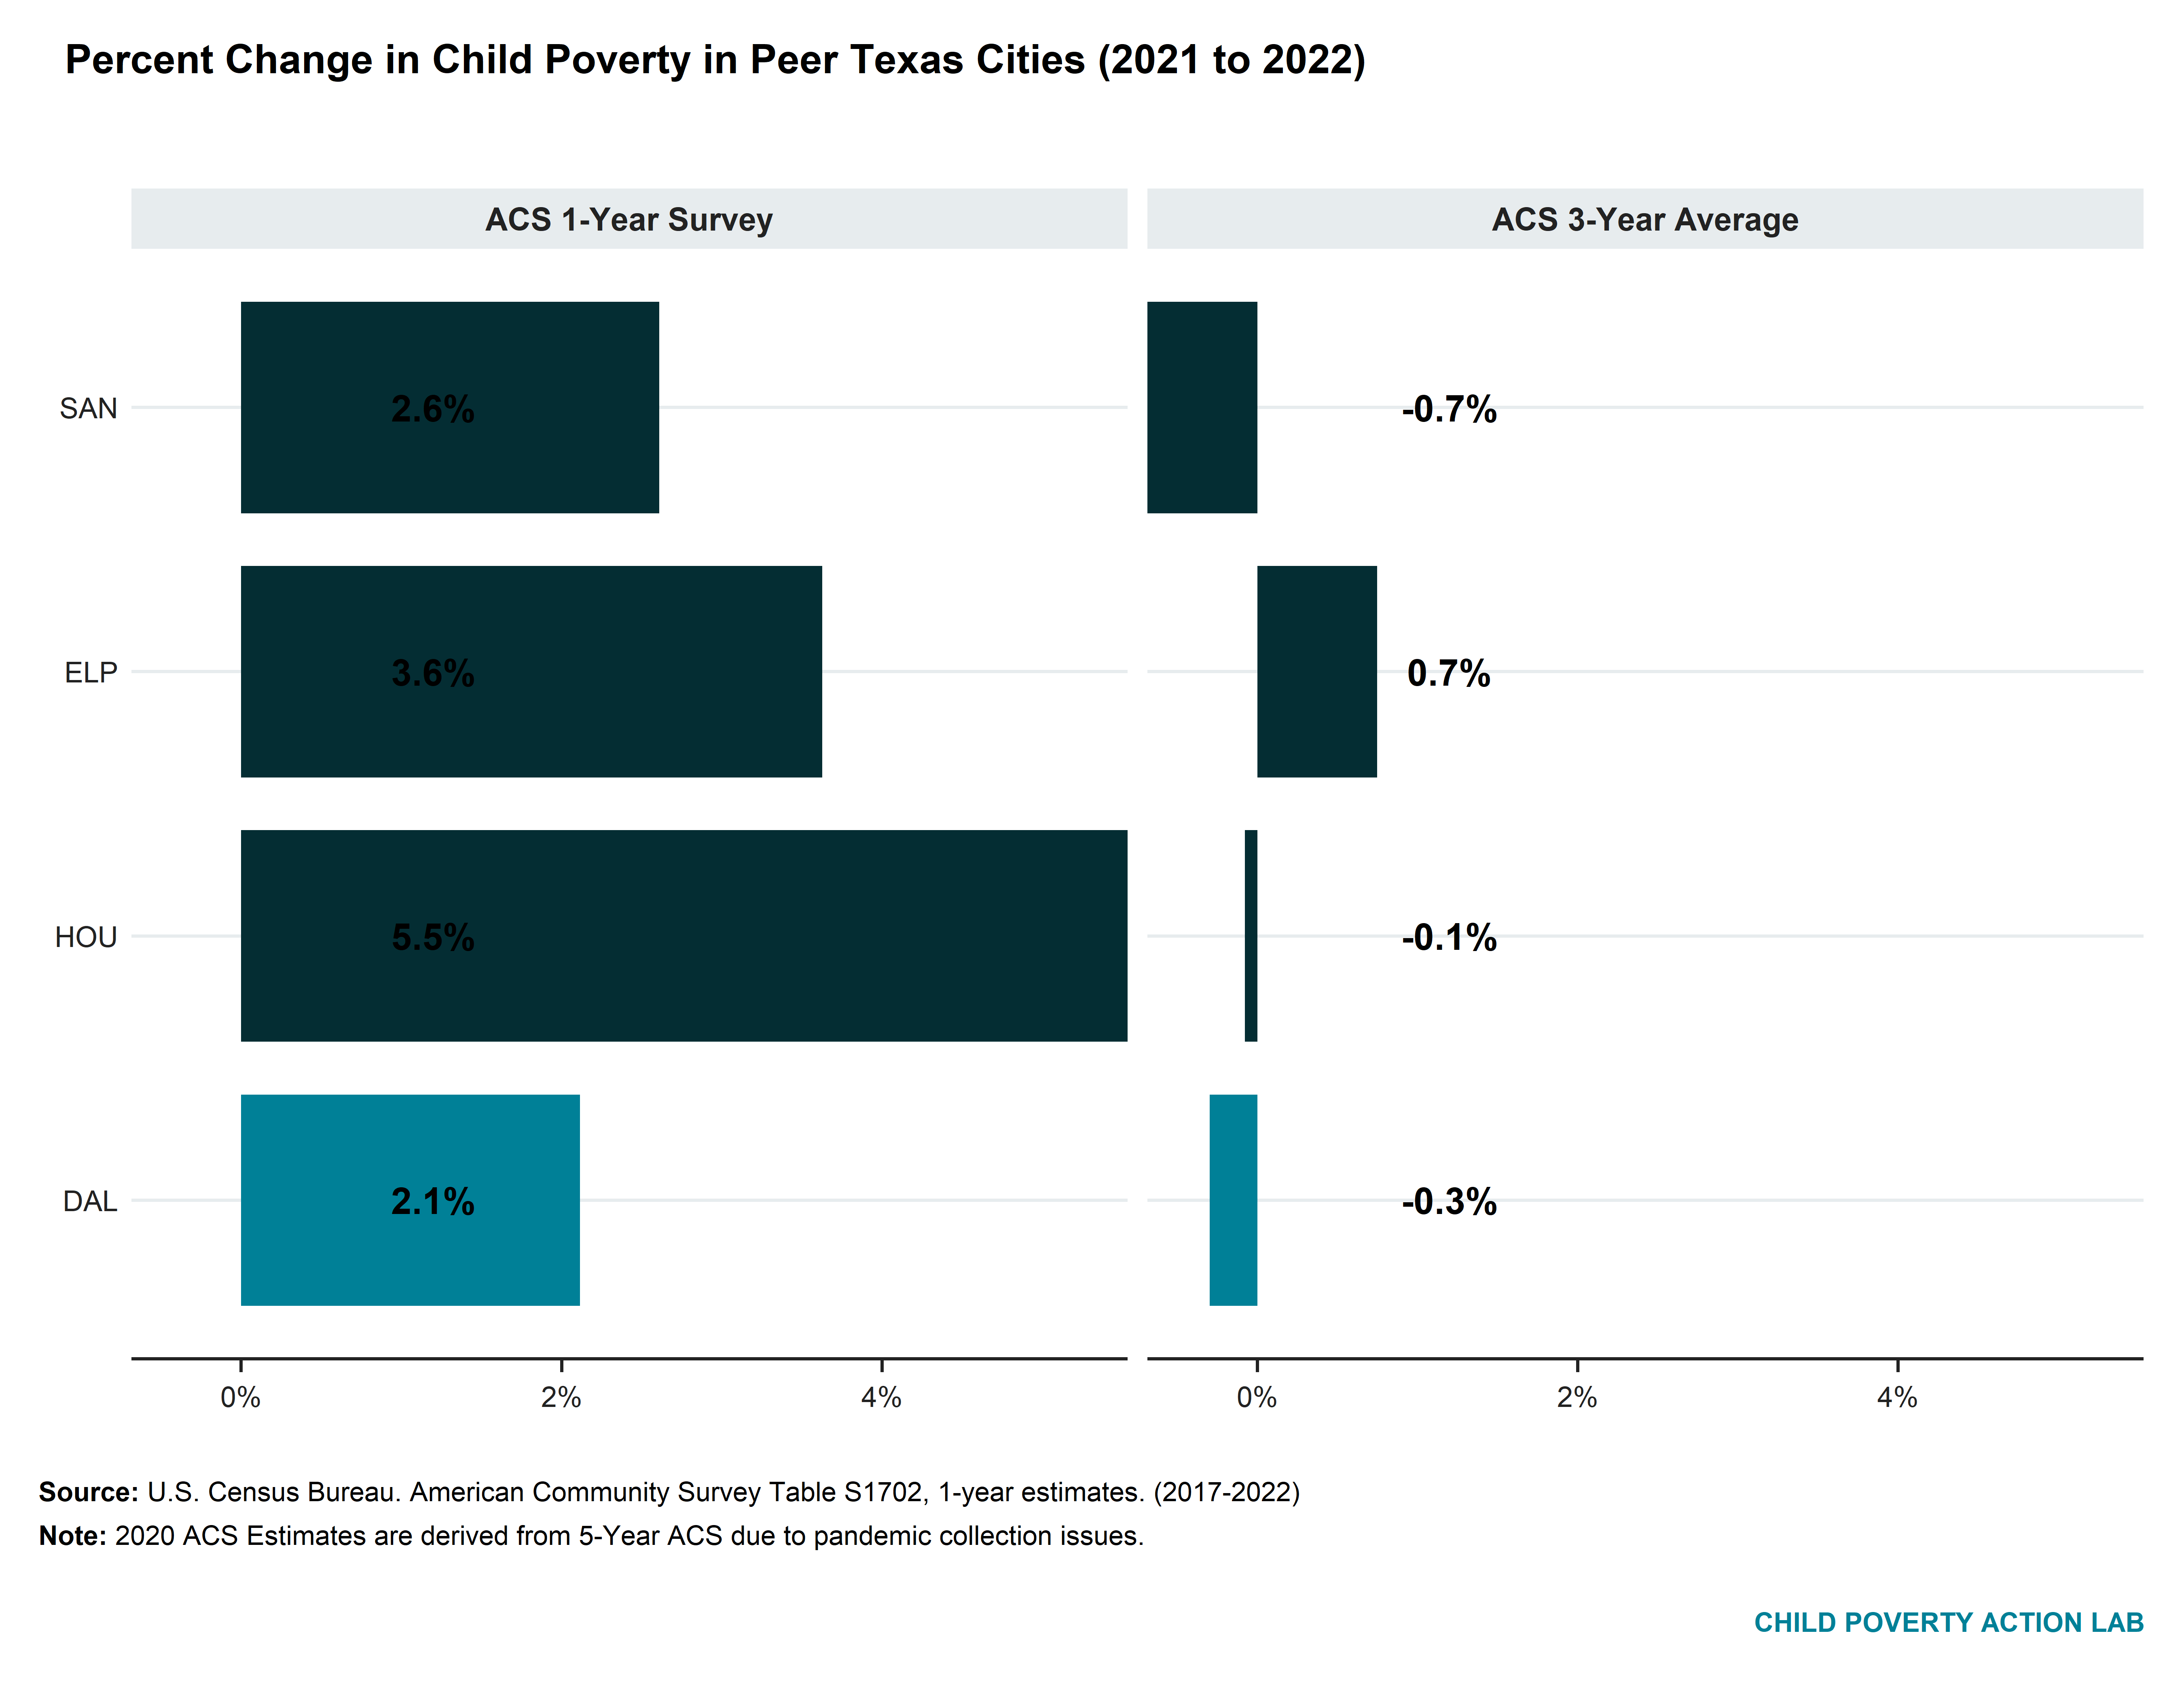 Percent Change in Child Poverty in Peer Texas Cities (2021 to 2022)
ACS 1-Year Survey
ACS 3-Year Average
SAN
2.6%
-0.7%
ELP
3.6%
0.7%
HOU
5.5%
-0.1%
DAL
2.1%
-0.3%
0%
2%
4%
0%
2%
4%
Source: U.S. Census Bureau. American Community Survey Table S1702, 1-year estimates. (2017-2022)
Note: 2020 ACS Estimates are derived from 5-Year ACS due to pandemic collection issues.
CHILD POVERTY ACTION LAB